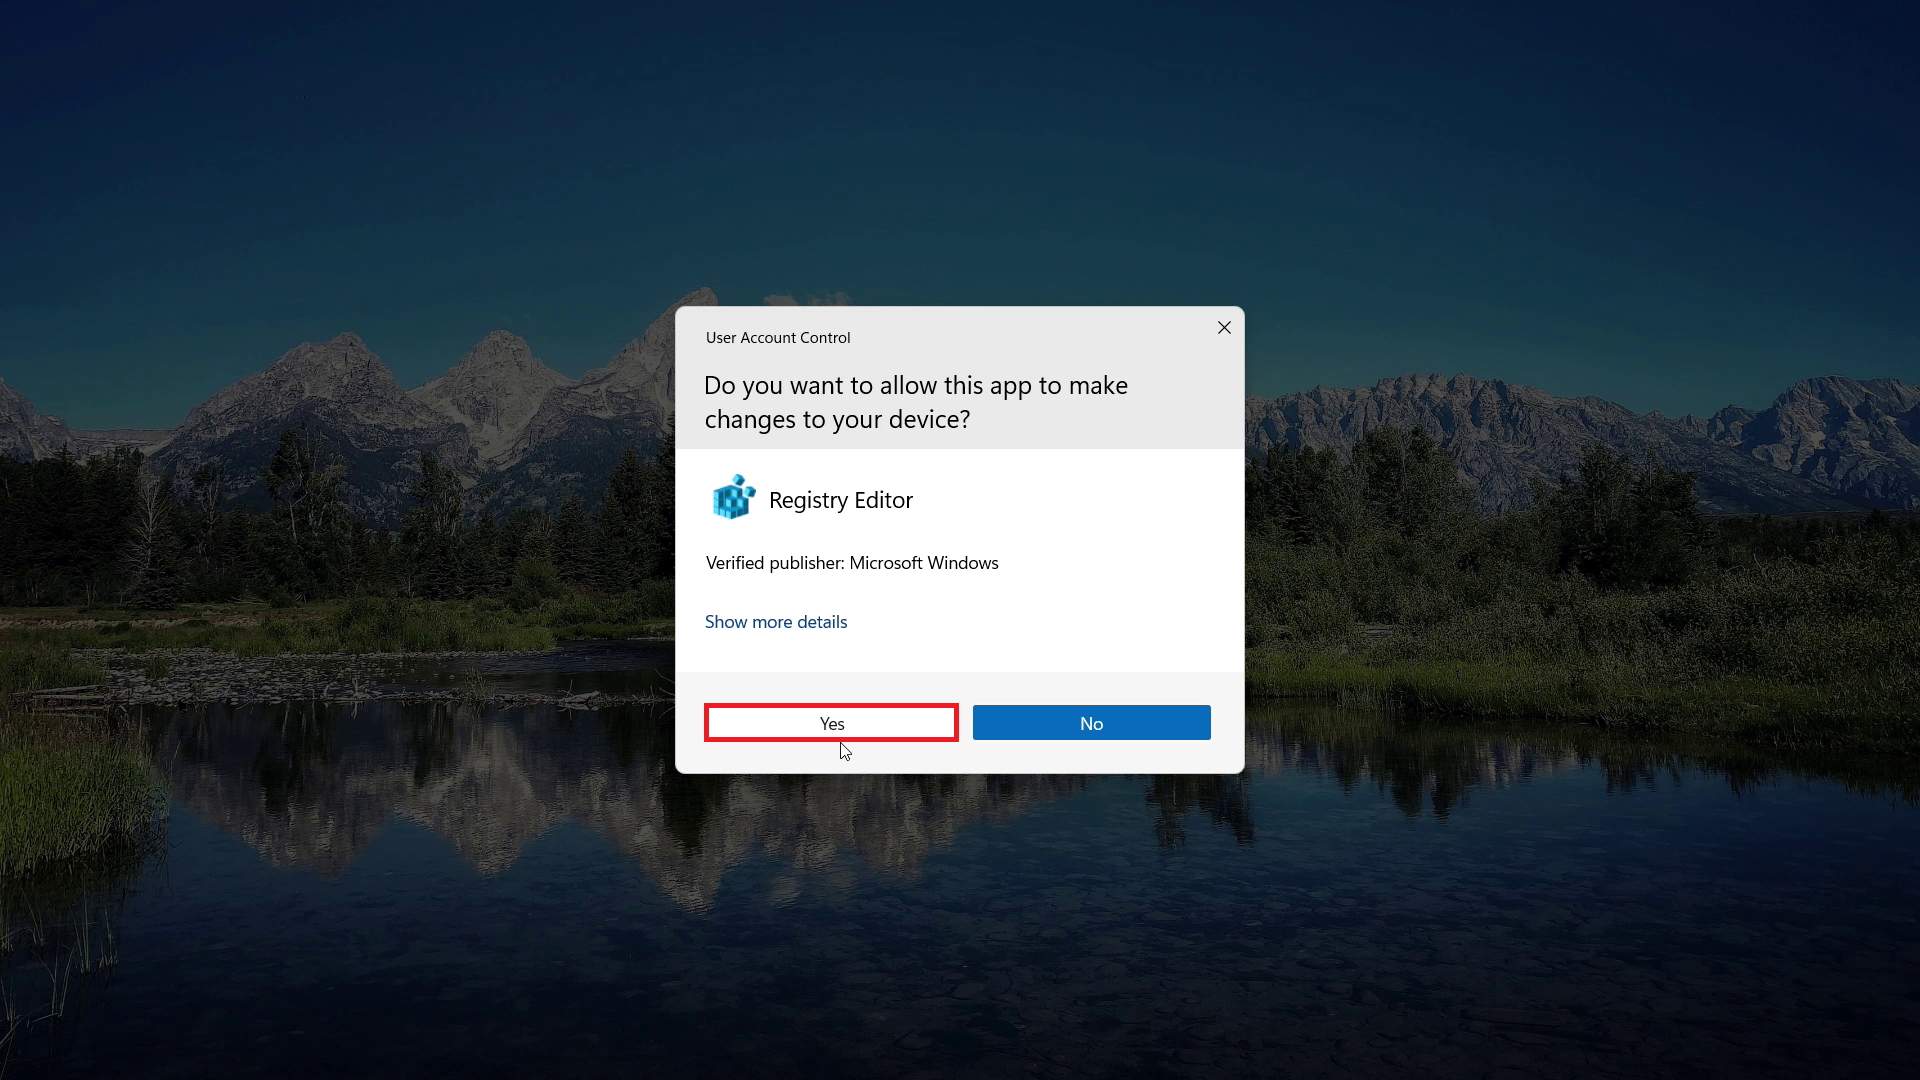 User Account Control
Do you want to allow this app to make
changes to your device?
Registry Editor
Verified publisher: Microsoft Windows
Show more details
Yes
No